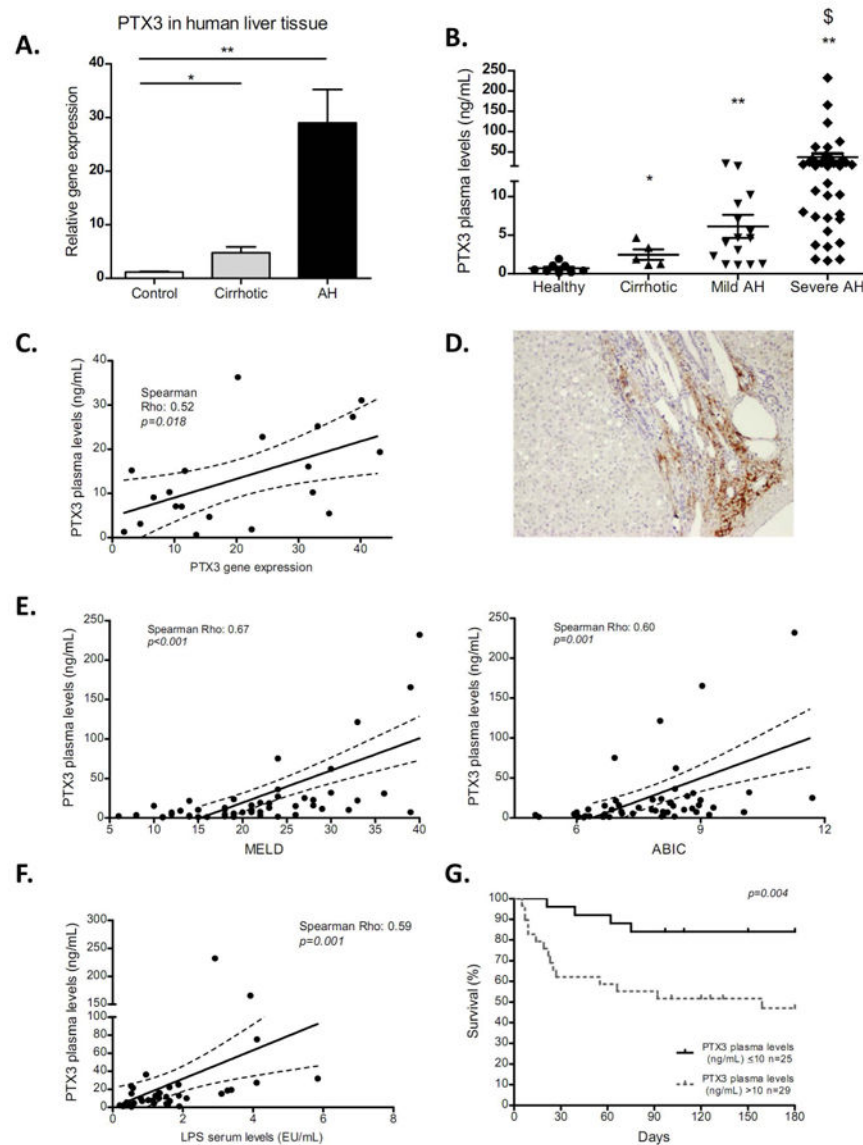 PTX3 in human liver tissue
A.
**
*
Relative gene expression
40
30
20
10
0
Control Cirrhotic AH
B.
$
**
**
*
PTX3 plasma levels (ng/mL)
250
200
150
100
50
10
5
0
Healthy Cirrhotic Mild AH Severe AH
C.
PTX3 plasma levels (ng/mL)
40
30
20
10
0
Spearman
Rho: 0.52
p=0.018
0 10 20 30 40
PTX3 gene expression
D.
E.
PTX3 plasma levels (ng/mL)
250
200
150
100
50
0
Spearman Rho: 0.67
p<0.001
5 10 15 20 25 30 35 40
MELD
PTX3 plasma levels (ng/mL)
250
200
150
100
50
0
Spearman Rho: 0.60
p=0.001
6 9 12
ABIC
F.
PTX3 plasma levels (ng/mL)
300
250
200
150
100
80
60
40
20
0
Spearman Rho: 0.59
p=0.001
0 2 4 6 8
LPS serum levels (EU/mL)
G.
Survival (%)
100
90
80
70
60
50
40
30
20
10
0
p=0.004
PTX3 plasma levels
(ng/mL) ≤10 n=25
PTX3 plasma levels
(ng/mL) >10 n=29
0 30 60 90 120 150 180
Days